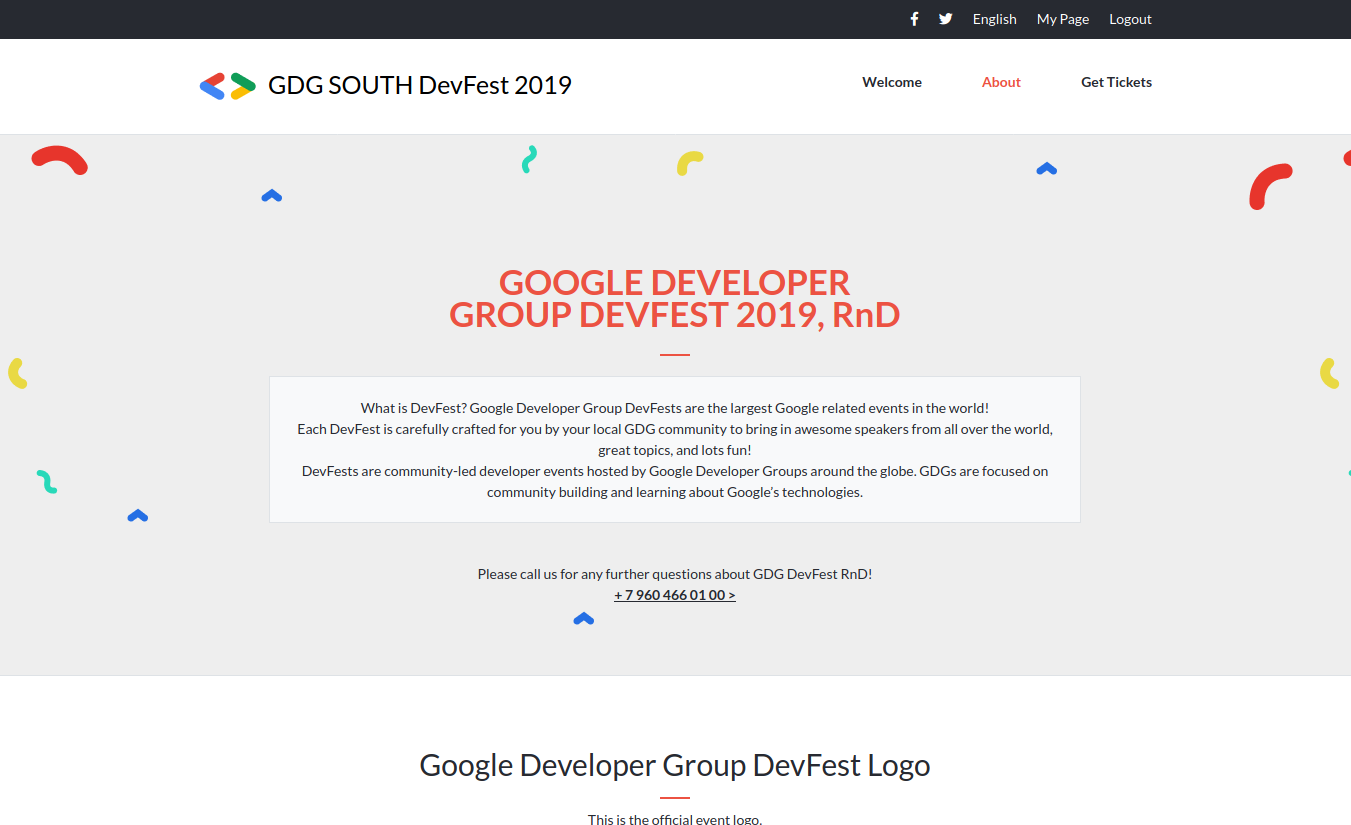 English My Page Logout
GDG SOUTH DevFest 2019
Welcome About Get Tickets
GOOGLE DEVELOPER
GROUP DEVFEST 2019, RnD
What is DevFest? Google Developer Group DevFests are the largest Google related events in the world!
Each DevFest is carefully crafted for you by your local GDG community to bring in awesome speakers from all over the world,
great topics, and lots fun!
DevFests are community-led developer events hosted by Google Developer Groups around the globe. GDGs are focused on
community building and learning about Google's technologies.
Please call us for any further questions about GDG DevFest RnD!
+ 7 960 466 01 00 >
Google Developer Group DevFest Logo
This is the official event logo.